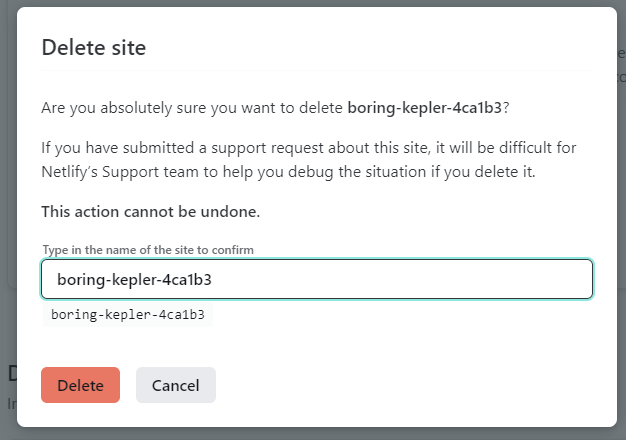 Delete site
Are you absolutely sure you want to delete boring-kepler-4ca1b3?
If you have submitted a support request about this site, it will be difficult for
Netlify’s Support team to help you debug the situation if you delete it.
This action cannot be undone.
Type in the name of the site to confirm
boring-kepler-4ca1b3
boring-kepler-4ca1b3
Delete
Cancel